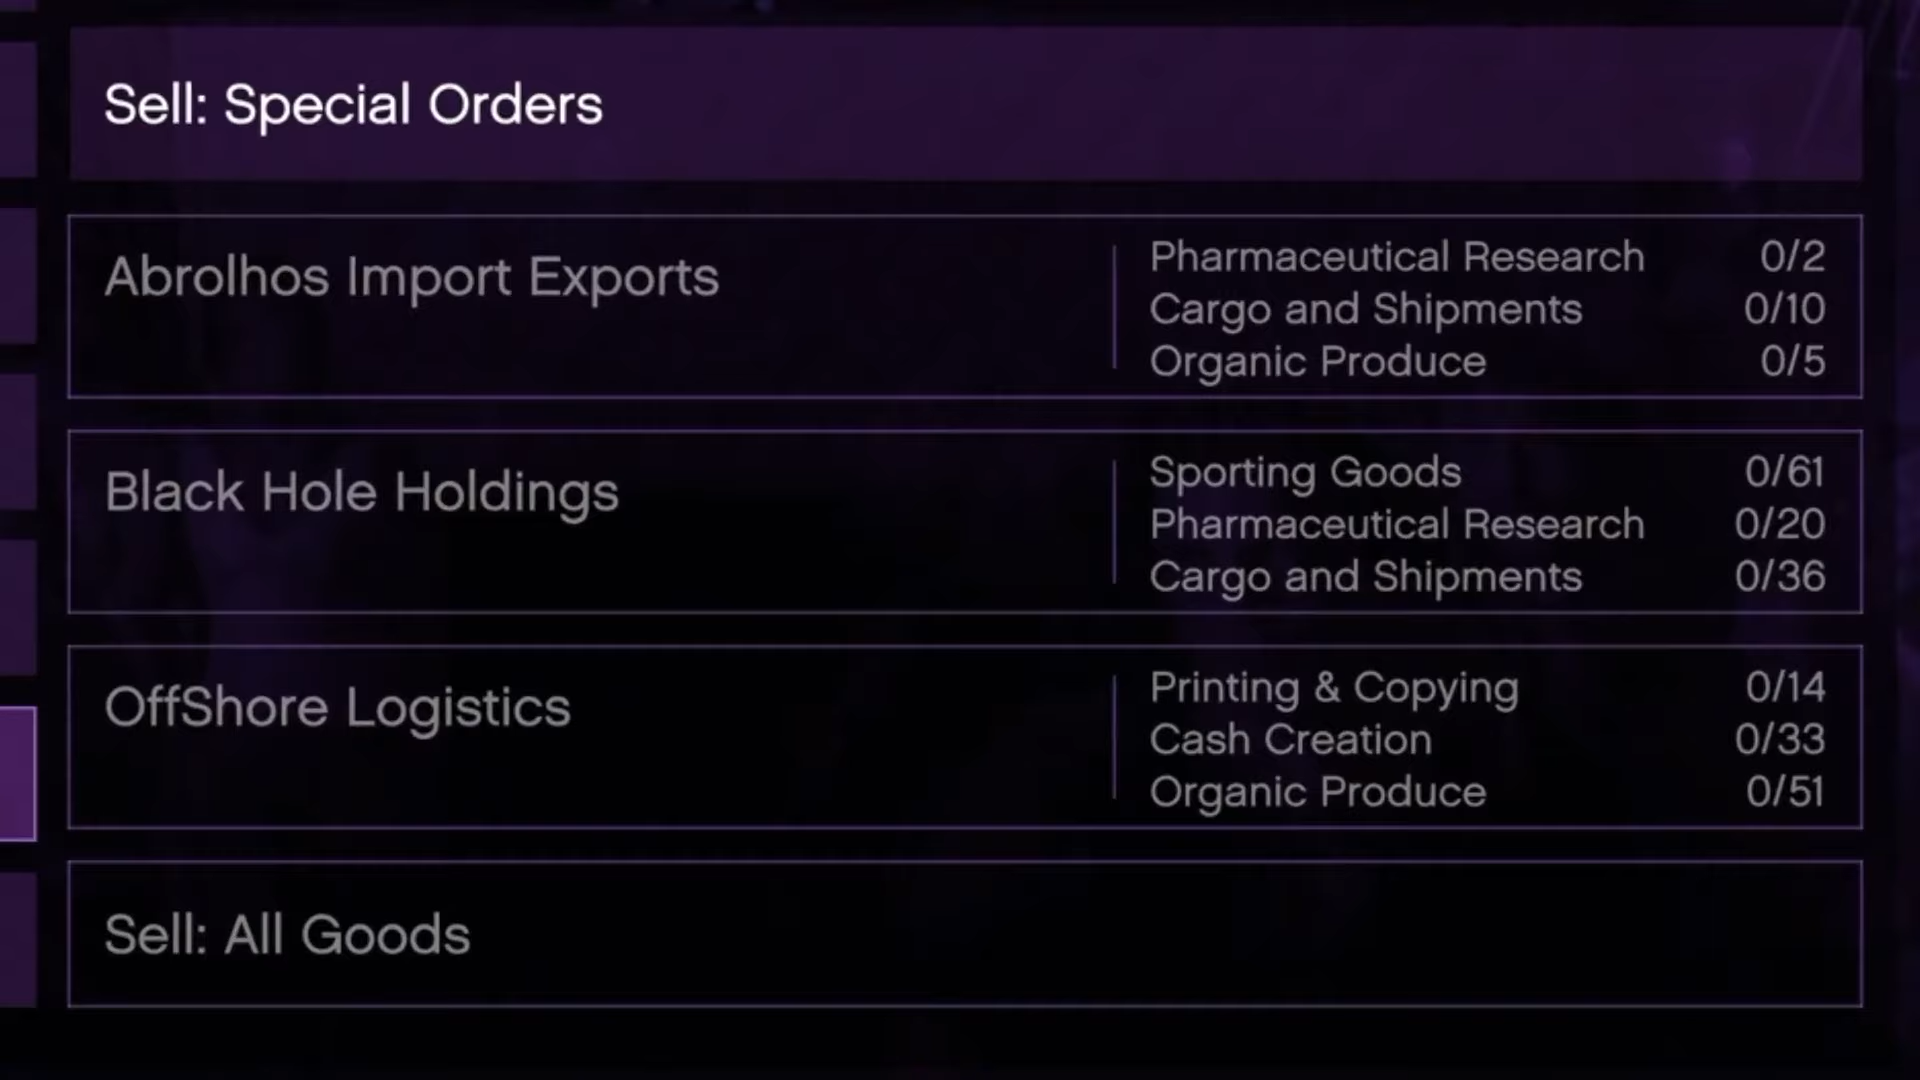 Sell: Special Orders
Abrolhos Import Exports
Pharmaceutical Research 0/2
Cargo and Shipments 0/10
Organic Produce 0/5
Black Hole Holdings
Sporting Goods 0/61
Pharmaceutical Research 0/20
Cargo and Shipments 0/36
OffShore Logistics
Printing & Copying 0/14
Cash Creation 0/33
Organic Produce 0/51
Sell: All Goods